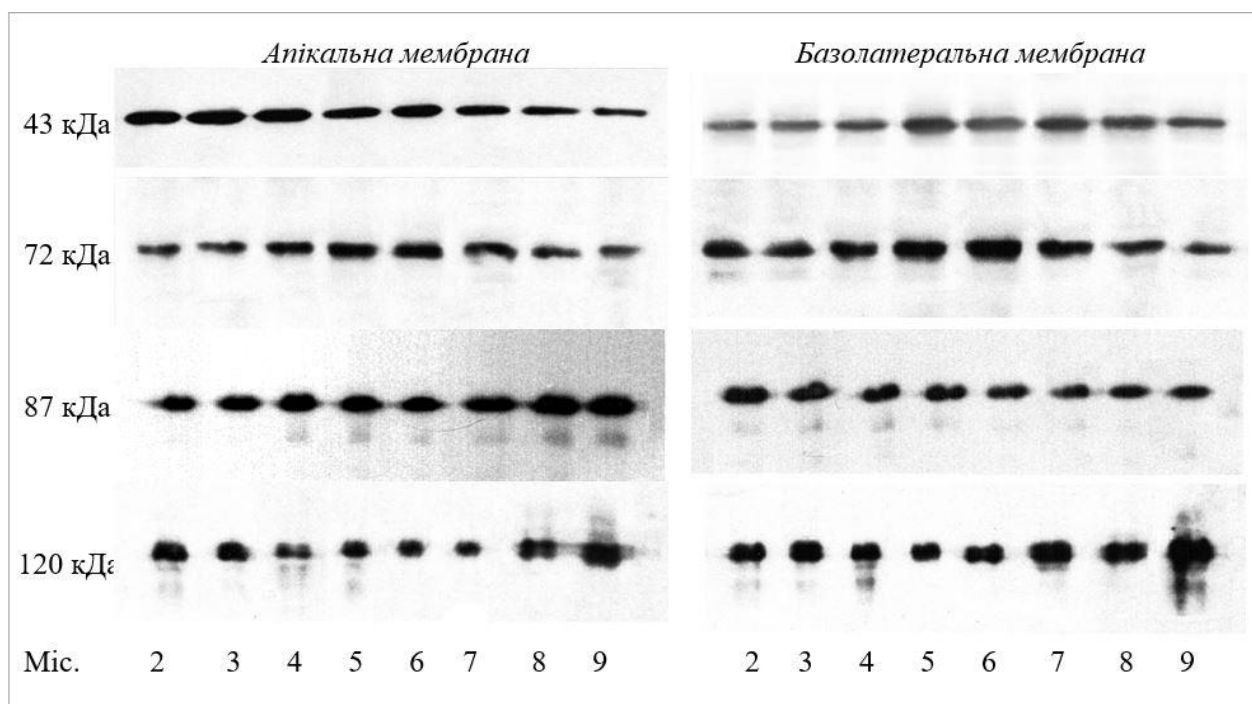 Апікальна мембрана
Базолатеральна мембрана
43 кДа
72 кДа
87 кДа
120 кДа
Міс. 2 3 4 5 6 7 8 9 2 3 4 5 6 7 8 9